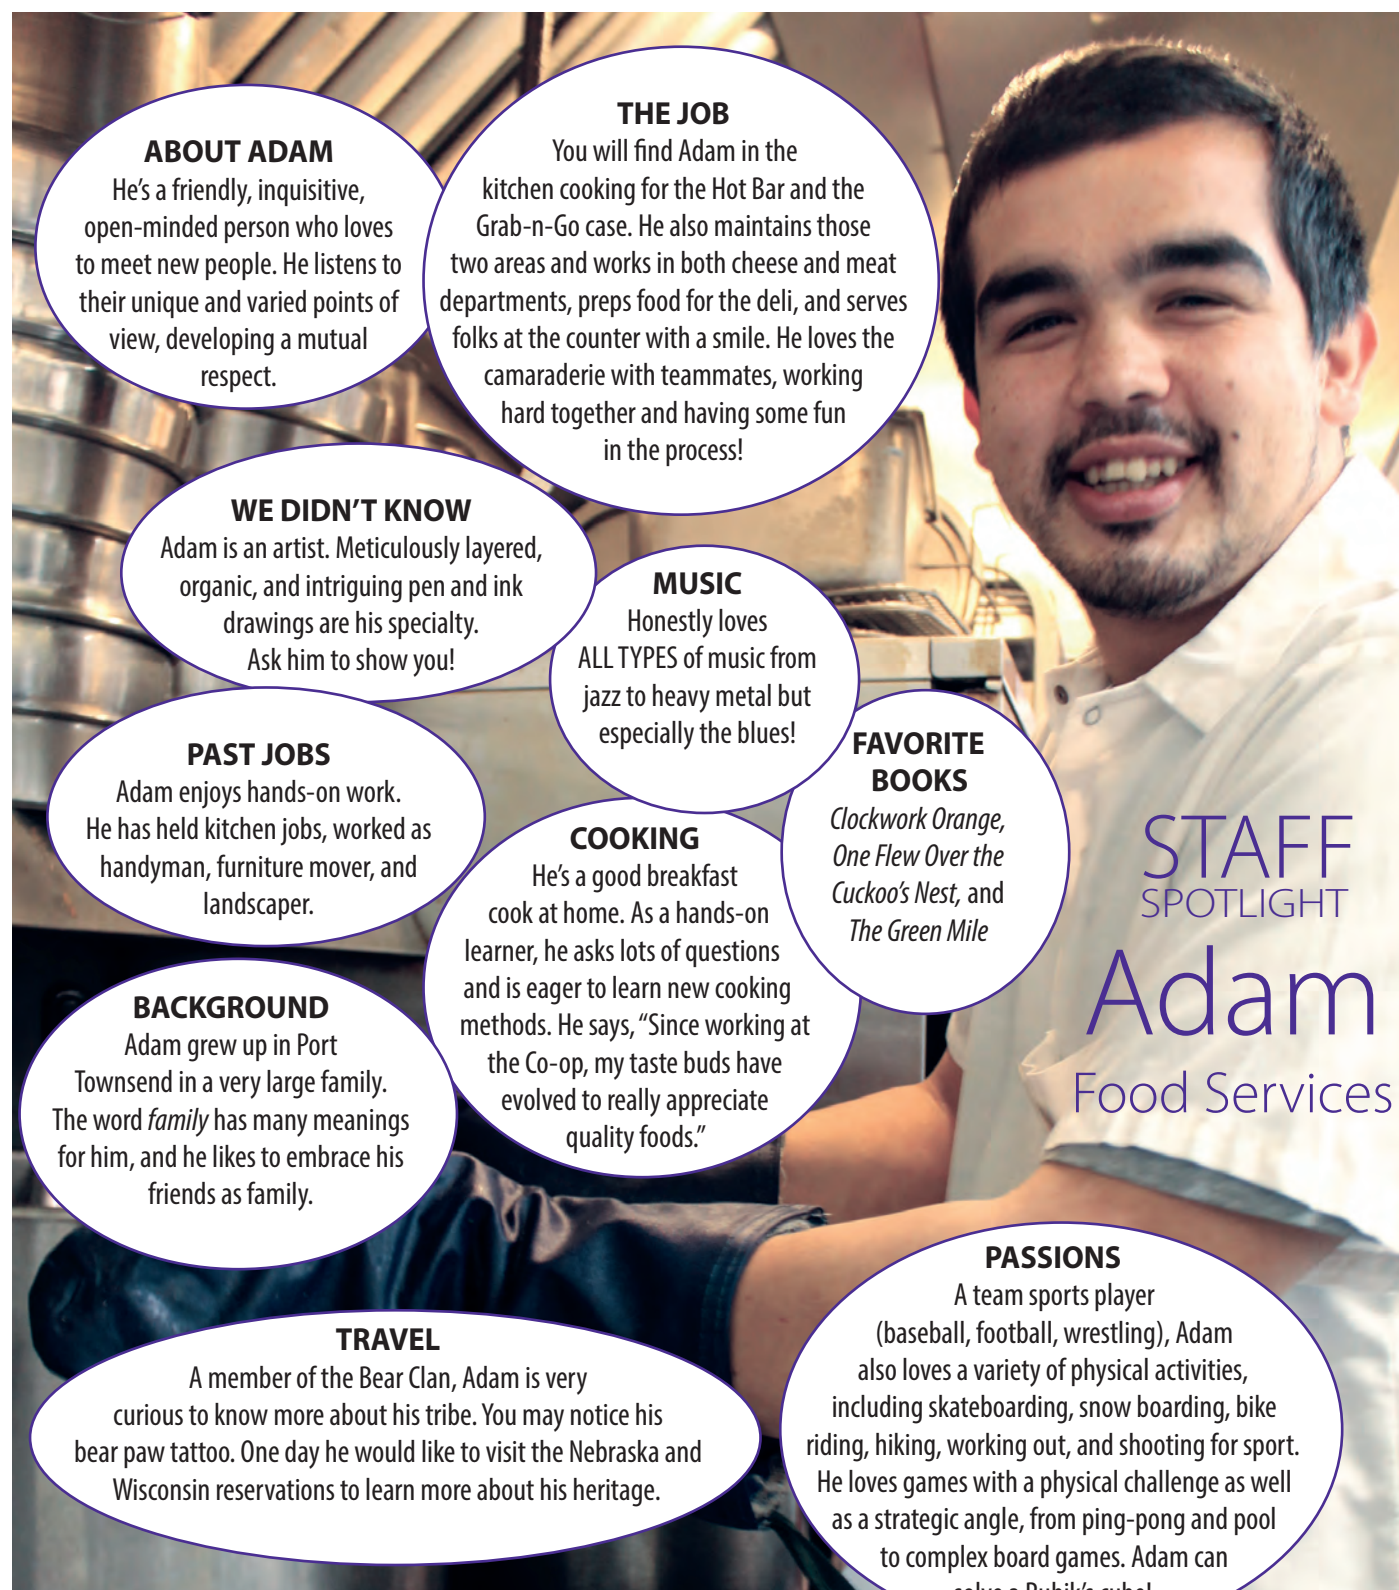 ABOUT ADAM
He’s a friendly, inquisitive,
open-minded person who loves
to meet new people. He listens to
their unique and varied points of
view, developing a mutual
respect.
THE JOB
You will find Adam in the
kitchen cooking for the Hot Bar and the
Grab-n-Go case. He also maintains those
two areas and works in both cheese and meat
departments, preps food for the deli, and serves
folks at the counter with a smile. He loves the
camaraderie with teammates, working
hard together and having some fun
in the process!
WE DIDN’T KNOW
Adam is an artist. Meticulously layered,
organic, and intriguing pen and ink
drawings are his specialty.
Ask him to show you!
MUSIC
Honestly loves
ALL TYPES of music from
jazz to heavy metal but
especially the blues!
PAST JOBS
Adam enjoys hands-on work.
He has held kitchen jobs, worked as
handyman, furniture mover, and
landscaper.
FAVORITE
BOOKS
Clockwork Orange,
One Flew Over the
Cuckoo’s Nest, and
The Green Mile
COOKING
He’s a good breakfast
cook at home. As a hands-on
learner, he asks lots of questions
and is eager to learn new cooking
methods. He says, “Since working at
the Co-op, my taste buds have
evolved to really appreciate
quality foods.”
STAFF
SPOTLIGHT
Adam
Food Services
BACKGROUND
Adam grew up in Port
Townsend in a very large family.
The word family has many meanings
for him, and he likes to embrace his
friends as family.
TRAVEL
A member of the Bear Clan, Adam is very
curious to know more about his tribe. You may notice his
bear paw tattoo. One day he would like to visit the Nebraska and
Wisconsin reservations to learn more about his heritage.
PASSIONS
A team sports player
(baseball, football, wrestling), Adam
also loves a variety of physical activities,
including skateboarding, snow boarding, bike
riding, hiking, working out, and shooting for sport.
He loves games with a physical challenge as well
as a strategic angle, from ping-pong and pool
to complex board games. Adam can
solve a Rubik’s cube!